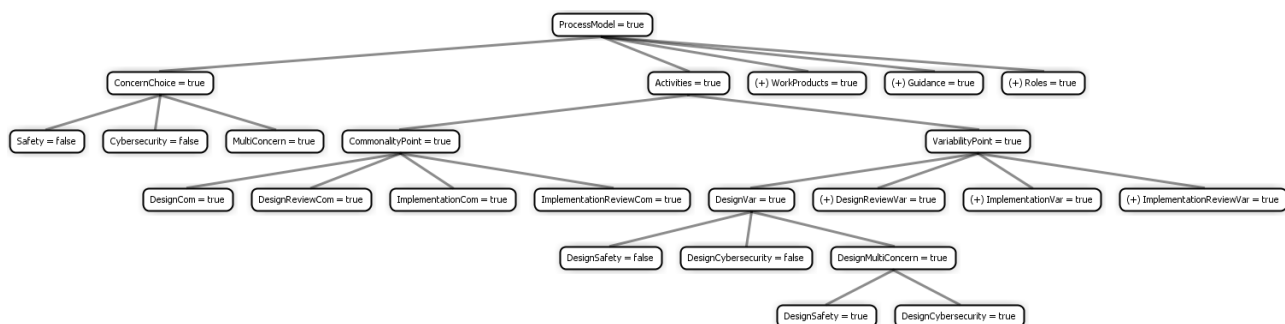 ProcessModel = true
ConcernChoice = true
Activities = true
(+) WorkProducts = true
(+) Guidance = true
(+) Roles = true
Safety = false
Cybersecurity = false
MultiConcern = true
CommonalityPoint = true
VariabilityPoint = true
DesignCom = true
DesignReviewCom = true
ImplementationCom = true
ImplementationReviewCom = true
DesignVar = true
(+) DesignReviewVar = true
(+) ImplementationVar = true
(+) ImplementationReviewVar = true
DesignSafety = false
DesignCybersecurity = false
DesignMultiConcern = true
DesignSafety = true
DesignCybersecurity = true